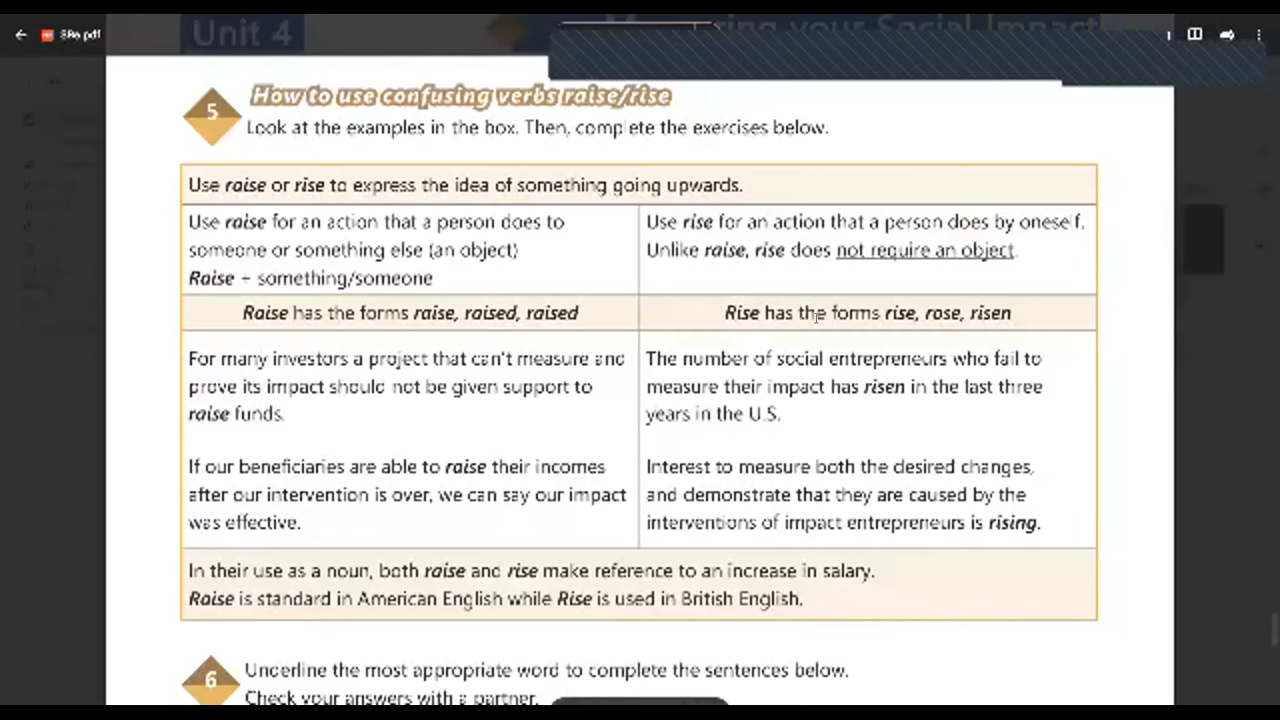 Unit 4
Measuring your Social Impact
SRe.pdf
5
How to use confusing verbs raise/rise
Look at the examples in the box. Then, complete the exercises below.
Use raise or rise to express the idea of something going upwards.
Use raise for an action that a person does to
someone or something else (an object)
Raise + something/someone
Use rise for an action that a person does by oneself.
Unlike raise, rise does not require an object.
Raise has the forms raise, raised, raised
Rise has the forms rise, rose, risen
For many investors a project that can't measure and
prove its impact should not be given support to
raise funds.
If our beneficiaries are able to raise their incomes
after our intervention is over, we can say our impact
was effective.
The number of social entrepreneurs who fail to
measure their impact has risen in the last three
years in the U.S.
Interest to measure both the desired changes,
and demonstrate that they are caused by the
interventions of impact entrepreneurs is rising.
In their use as a noun, both raise and rise make reference to an increase in salary.
Raise is standard in American English while Rise is used in British English.
6
Underline the most appropriate word to complete the sentences below.
Check your answers with a partner.